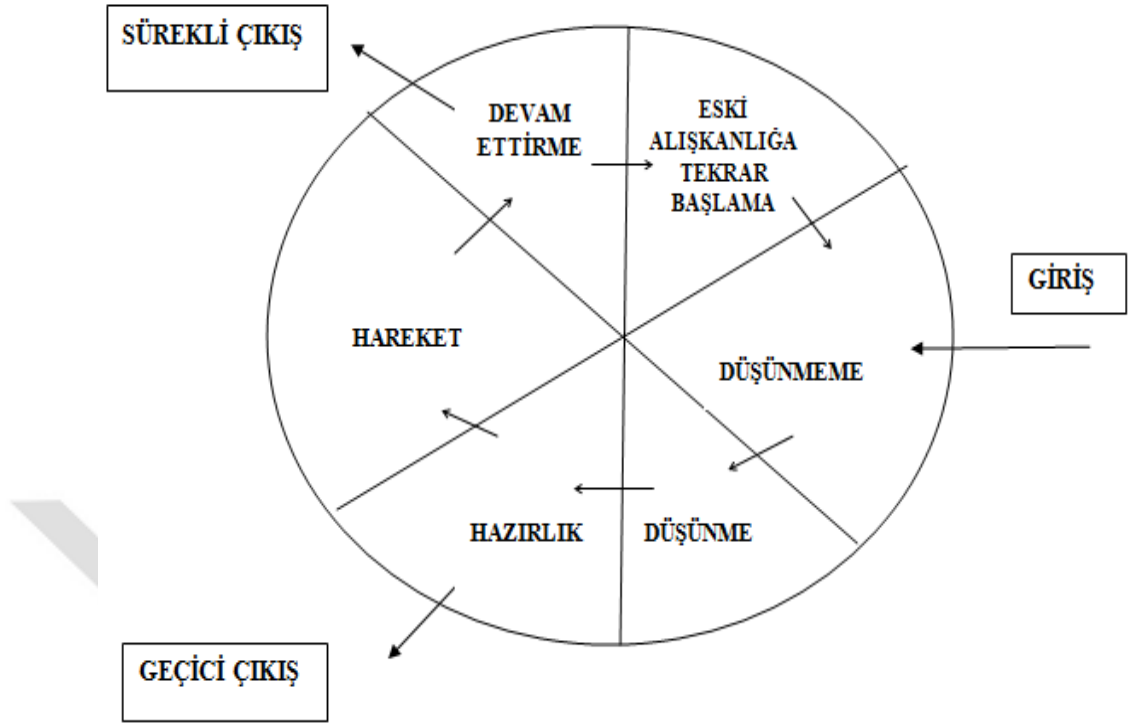 SÜREKLİ ÇIKIŞ
DEVAM
ETTİRME
ESKİ
ALIŞKANLIĞA
TEKRAR
BAŞLAMA
GİRİŞ
HAREKET
DÜŞÜNMEME
HAZIRLIK
DÜŞÜNME
GEÇİCİ ÇIKIŞ